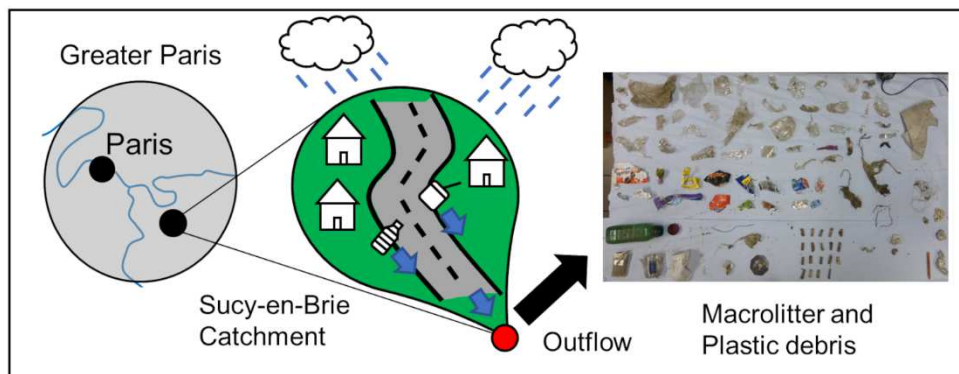 Greater Paris
Paris
Sucy-en-Brie
Catchment
Outflow
Macrolitter and
Plastic debris